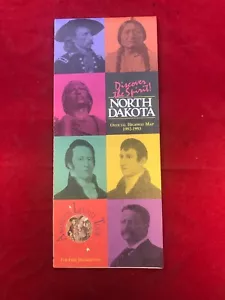 Discover
the Spirit!
NORTH
DAKOTA
OFFICIAL HIGHWAY MAP
1992-1993